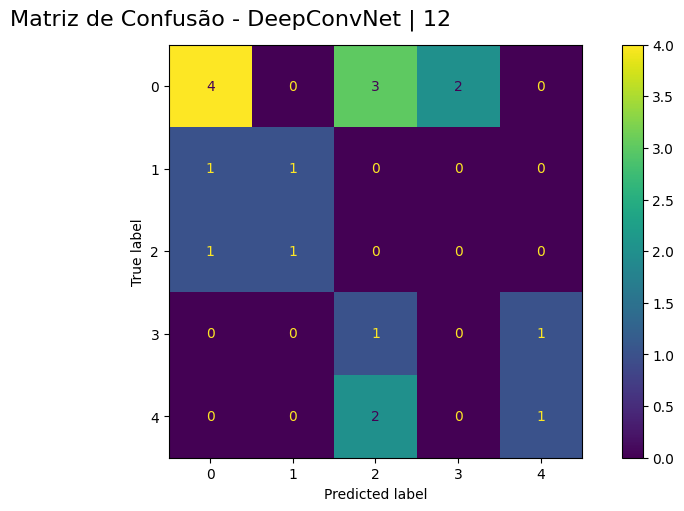 Matriz de Confusão - DeepConvNet | 12
0 4 0 3 2 0
1 1 1 0 0 0
2 1 1 0 0 0
3 0 0 1 0 1
4 0 0 2 0 1
0 1 2 3 4
Predicted label
True label
4.0
3.5
3.0
2.5
2.0
1.5
1.0
0.5
0.0